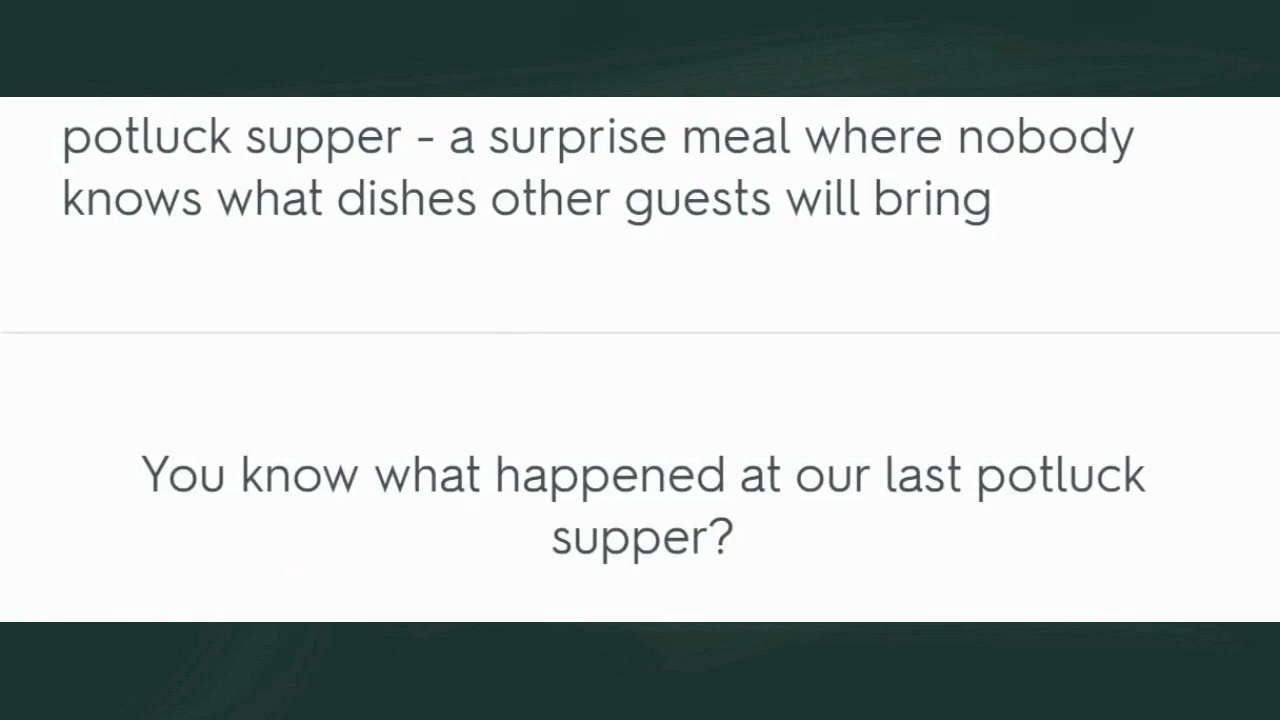 potluck supper - a surprise meal where nobody
knows what dishes other guests will bring
You know what happened at our last potluck
supper?